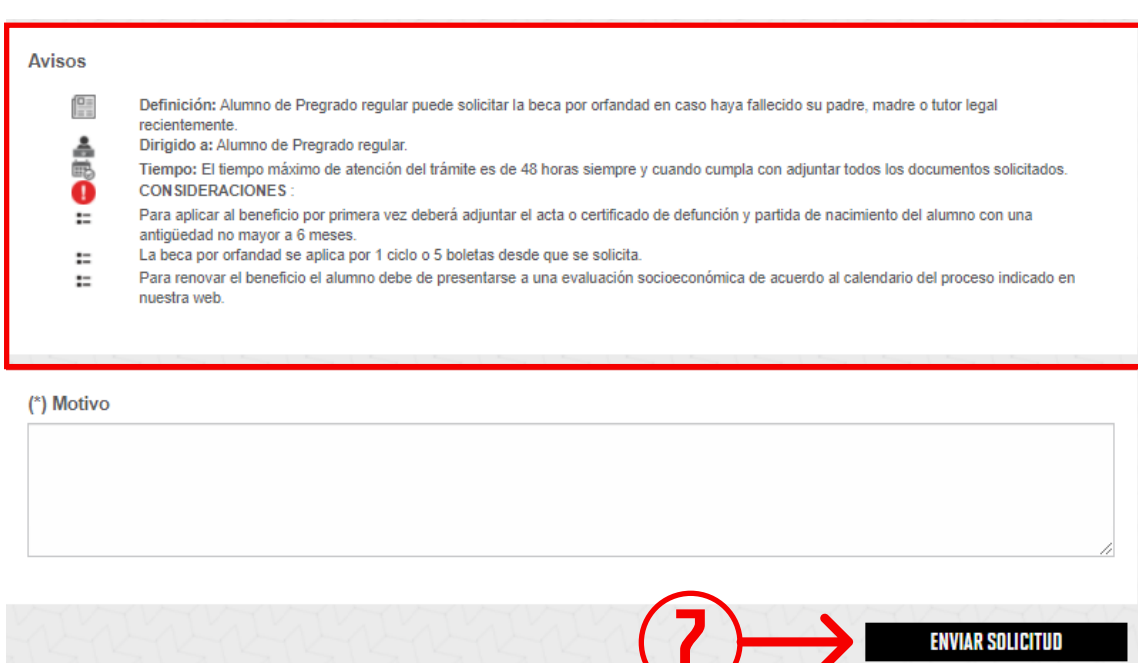 Avisos
Definición: Alumno de Pregrado regular puede solicitar la beca por orfandad en caso haya fallecido su padre, madre o tutor legal
recientemente.
Dirigido a: Alumno de Pregrado regular.
Tiempo: El tiempo máximo de atención del trámite es de 48 horas siempre y cuando cumpla con adjuntar todos los documentos solicitados.
CONSIDERACIONES :
Para aplicar al beneficio por primera vez deberá adjuntar el acta o certificado de defunción y partida de nacimiento del alumno con una
antigüedad no mayor a 6 meses.
La beca por orfandad se aplica por 1 ciclo o 5 boletas desde que se solicita.
Para renovar el beneficio el alumno debe de presentarse a una evaluación socioeconómica de acuerdo al calendario del proceso indicado en
nuestra web.
(*) Motivo
7
ENVIAR SOLICITUD